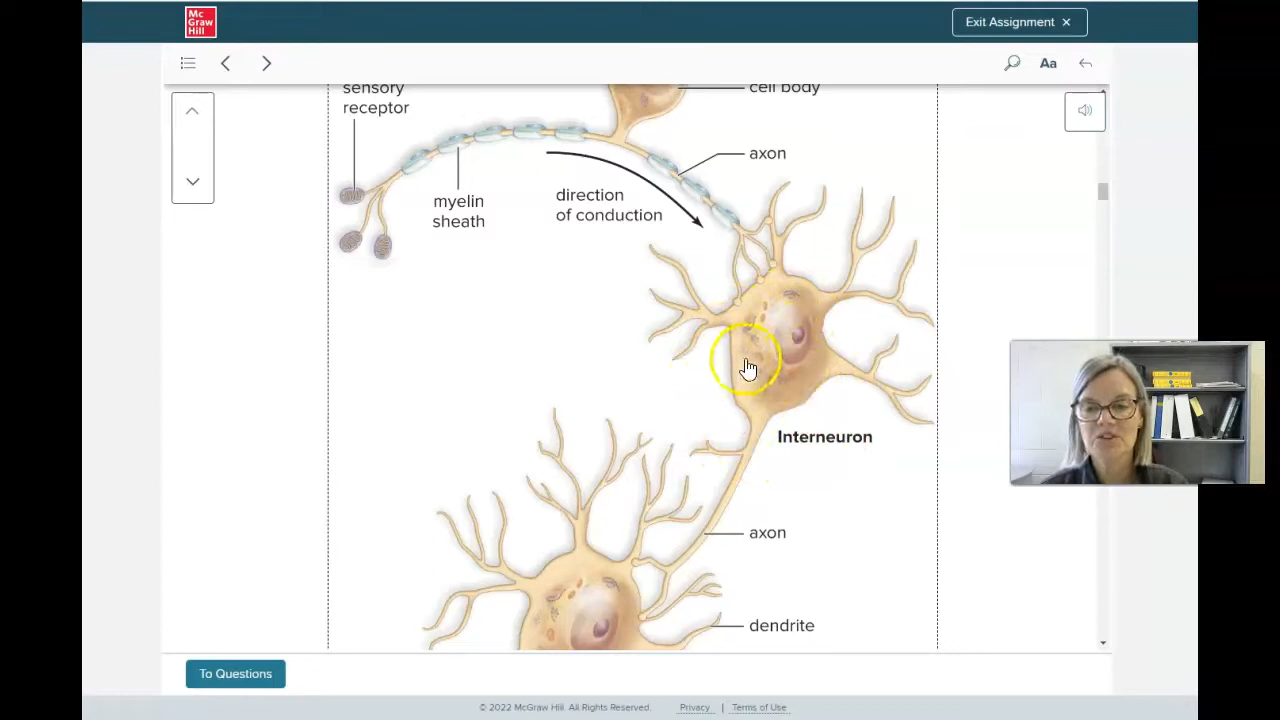 Mc
Graw
Hill
Exit Assignment ×
Aa
sensory
receptor
cell body
axon
myelin
sheath
direction
of conduction
Interneuron
axon
dendrite
To Questions
© 2022 McGraw Hill. All Rights Reserved. Privacy | Terms of Use